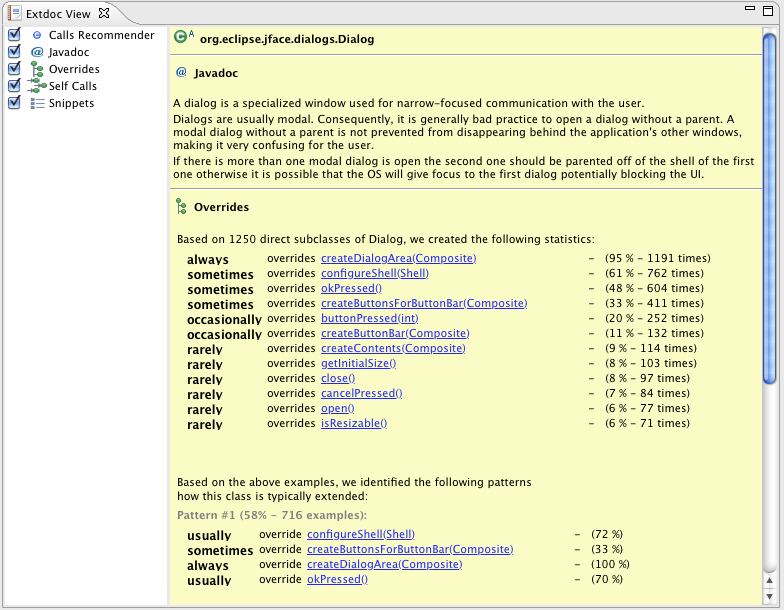 Extdoc View
Calls Recommender
Javadoc
Overrides
Self Calls
Snippets
org.eclipse.jface.dialogs.Dialog
@ Javadoc
A dialog is a specialized window used for narrow-focused communication with the user.
Dialogs are usually modal. Consequently, it is generally bad practice to open a dialog without a parent. A
modal dialog without a parent is not prevented from disappearing behind the application's other windows,
making it very confusing for the user.
If there is more than one modal dialog is open the second one should be parented off of the shell of the first
one otherwise it is possible that the OS will give focus to the first dialog potentially blocking the UI.
Overrides
Based on 1250 direct subclasses of Dialog, we created the following statistics:
always overrides createDialogArea(Composite) – (95 % – 1191 times)
sometimes overrides configureShell(Shell) – (61 % – 762 times)
sometimes overrides okPressed() – (48 % – 604 times)
sometimes overrides createButtonsForButtonBar(Composite) – (33 % – 411 times)
occasionally overrides buttonPressed(int) – (20 % – 252 times)
occasionally overrides createButtonBar(Composite) – (11 % – 132 times)
rarely overrides createContents(Composite) – (9 % – 114 times)
rarely overrides getInitialSize() – (8 % – 103 times)
rarely overrides close() – (8 % – 97 times)
rarely overrides cancelPressed() – (7 % – 84 times)
rarely overrides open() – (6 % – 77 times)
rarely overrides isResizable() – (6 % – 71 times)
Based on the above examples, we identified the following patterns
how this class is typically extended:
Pattern #1 (58% – 716 examples):
usually override configureShell(Shell) – (72 %)
sometimes override createButtonsForButtonBar(Composite) – (33 %)
always override createDialogArea(Composite) – (100 %)
usually override okPressed() – (70 %)